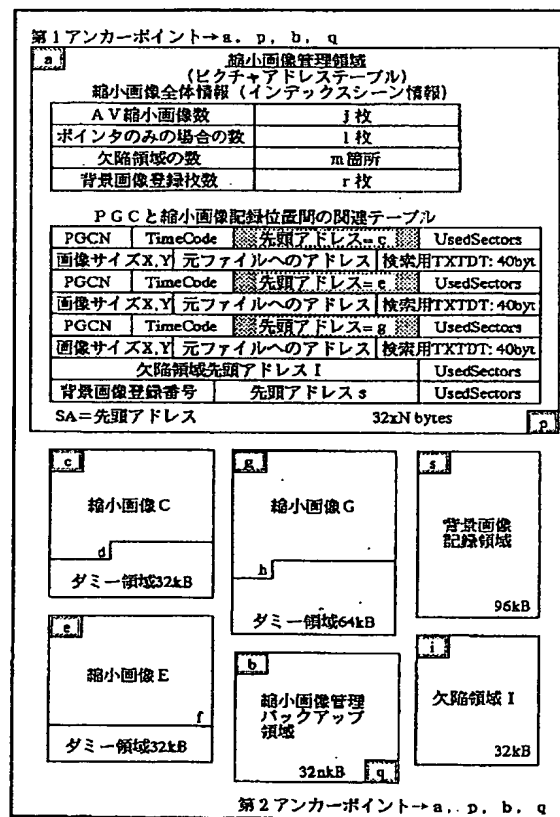 第1アンカーポイント→a, p, b, q
a
縮小画像管理領域
(ピクチャアドレステーブル)
縮小画像全体情報 (インデックスシーン情報)
AV縮小画像数 j枚
ポインタのみの場合の数 l枚
欠陥領域の数 m箇所
背景画像登録枚数 r枚
PGCと縮小画像記録位置間の関連テーブル
PGCN TimeCode 先頭アドレス=c UsedSectors
画像サイズX,Y 元ファイルへのアドレス 検索用TXTDT: 40byt
PGCN TimeCode 先頭アドレス=e UsedSectors
画像サイズX,Y 元ファイルへのアドレス 検索用TXTDT: 40byt
PGCN TimeCode 先頭アドレス=g UsedSectors
画像サイズX,Y 元ファイルへのアドレス 検索用TXTDT: 40byt
欠陥領域先頭アドレスI UsedSectors
背景画像登録番号 先頭アドレスs UsedSectors
SA=先頭アドレス 32xN bytes
p
c
縮小画像C
d
ダミー領域32kB
g
縮小画像G
h
ダミー領域64kB
s
背景画像
記録領域
96kB
e
縮小画像E
f
ダミー領域32kB
b
縮小画像管理
バックアップ
領域
32nkB
q
i
欠陥領域I
32kB
第2アンカーポイント→a, p, b, q